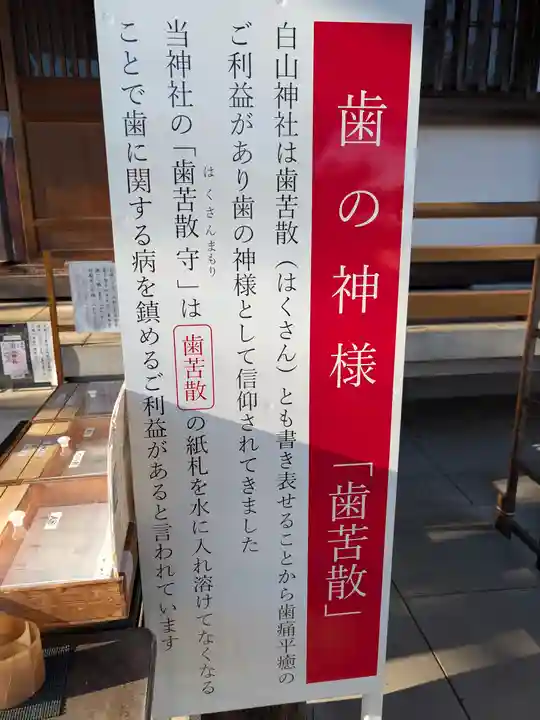 歯の神様「歯苦散」
白山神社は歯苦散（はくさん）とも書き表せることから歯痛平癒の
ご利益があり歯の神様として信仰されてきました
当神社の「歯苦散守」は歯苦散の紙札を水に入れ溶けてなくなる
はくさんまもり
ことで歯に関する病を鎮めるご利益があると言われています